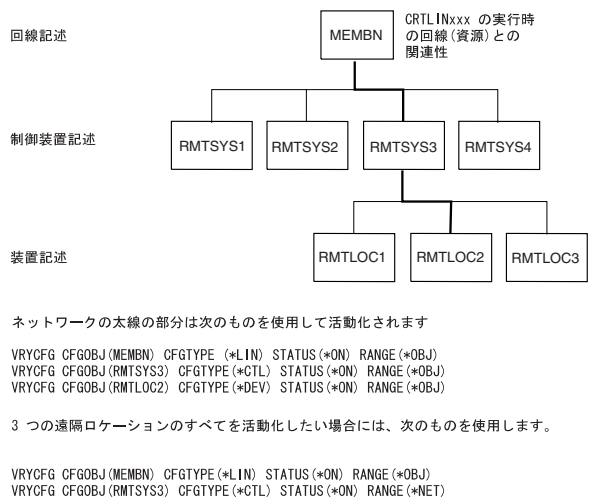 回線記述
MEMBN
CRTLINxxx の実行時
の回線(資源)との
関連性
制御装置記述
RMTSYS1
RMTSYS2
RMTSYS3
RMTSYS4
装置記述
RMTLOC1
RMTLOC2
RMTLOC3
ネットワークの太線の部分は次のものを使用して活動化されます
VRYCFG CFGOBJ(MEMBN) CFGTYPE (*LIN) STATUS(*ON) RANGE(*OBJ)
VRYCFG CFGOBJ(RMTSYS3) CFGTYPE(*CTL) STATUS(*ON) RANGE(*OBJ)
VRYCFG CFGOBJ(RMTLOC2) CFGTYPE(*DEV) STATUS(*ON) RANGE(*OBJ)
3 つの遠隔ロケーションのすべてを活動化したい場合には、次のものを使用します。
VRYCFG CFGOBJ(MEMBN) CFGTYPE(*LIN) STATUS(*ON) RANGE(*OBJ)
VRYCFG CFGOBJ(RMTSYS3) CFGTYPE(*CTL) STATUS(*ON) RANGE(*NET)